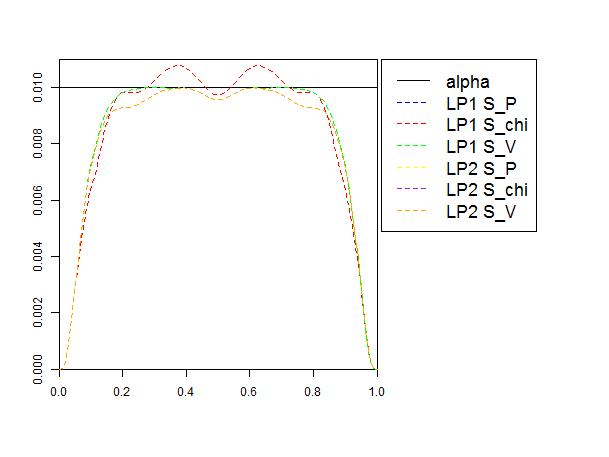 alpha
LP1 S_P
LP1 S_chi
LP1 S_V
LP2 S_P
LP2 S_chi
LP2 S_V
0.010
0.008
0.006
0.004
0.002
0.000
0.0 0.2 0.4 0.6 0.8 1.0